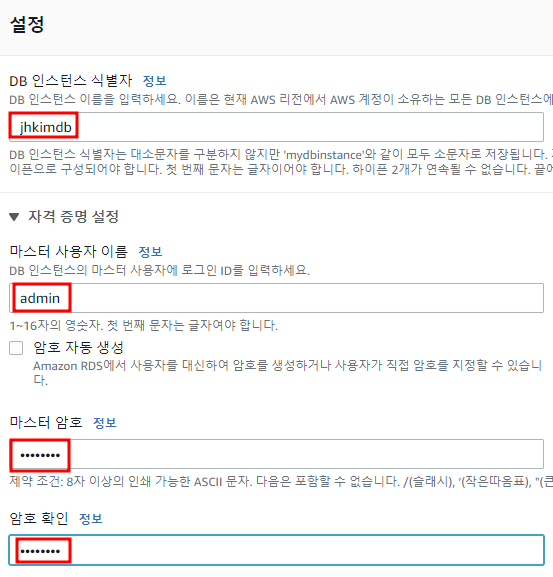 설정
DB 인스턴스 식별자 정보
DB 인스턴스 이름을 입력하세요. 이름은 현재 AWS 리전에서 AWS 계정이 소유하는 모든 DB 인스턴스에
jhkimdb
DB 인스턴스 식별자는 대소문자를 구분하지 않지만 'mydbinstance'와 같이 모두 소문자로 저장됩니다.
이픈으로 구성되어야 합니다. 첫 번째 문자는 글자이어야 합니다. 하이픈 2개가 연속될 수 없습니다. 끝에
▼ 자격 증명 설정
마스터 사용자 이름 정보
DB 인스턴스의 마스터 사용자에 로그인 ID를 입력하세요.
admin
1~16자의 영숫자. 첫 번째 문자는 글자여야 합니다.
암호 자동 생성
Amazon RDS에서 사용자를 대신하여 암호를 생성하거나 사용자가 직접 암호를 지정할 수 있습니
다.
마스터 암호 정보
••••••••
제약 조건: 8자 이상의 인쇄 가능한 ASCII 문자. 다음은 포함할 수 없습니다. /(슬래시), '(작은따옴표), "(큰
암호 확인 정보
••••••••